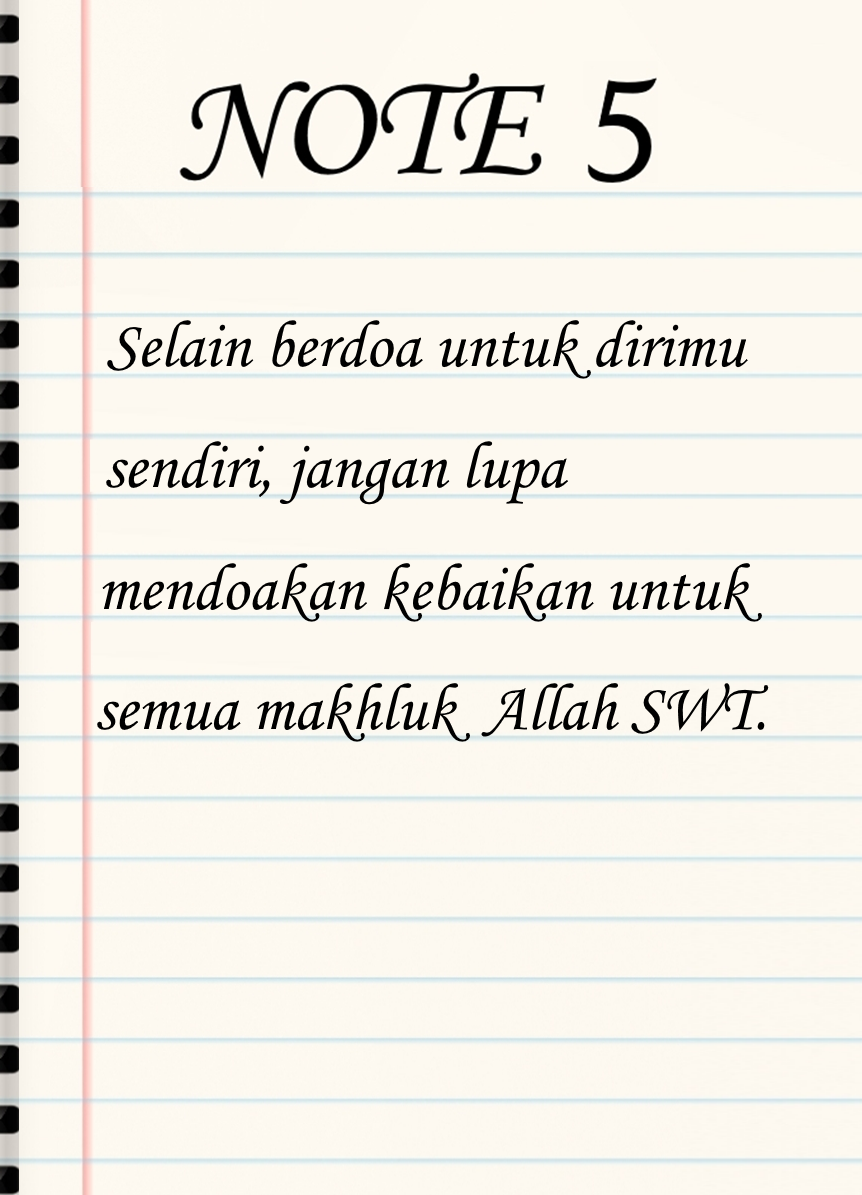 NOTE 5
Selain berdoa untuk dirimu
sendiri, jangan lupa
mendoakan kebaikan untuk
semua makhluk Allah SWT.